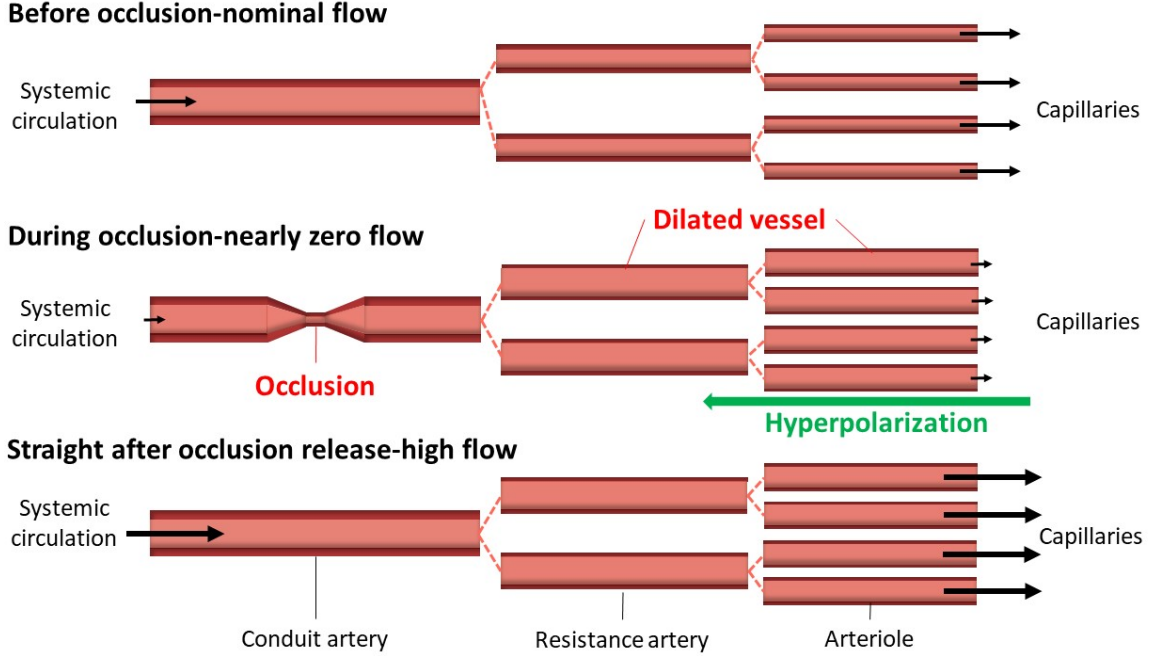 Before occlusion-nominal flow
Systemic
circulation
Capillaries
During occlusion-nearly zero flow
Dilated vessel
Systemic
circulation
Capillaries
Occlusion
Hyperpolarization
Straight after occlusion release-high flow
Systemic
circulation
Capillaries
Conduit artery
Resistance artery
Arteriole